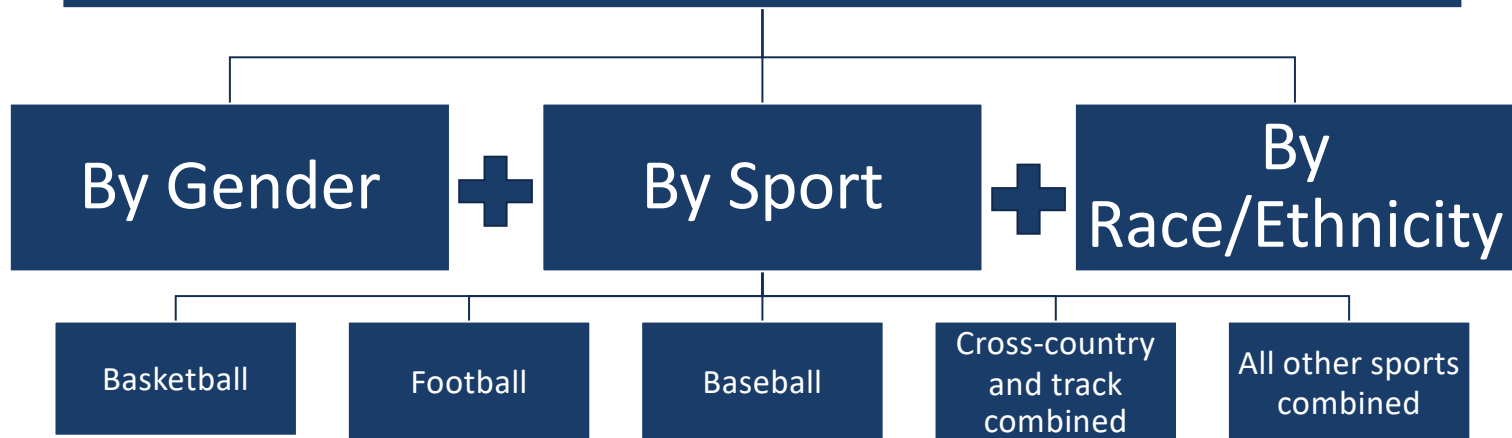 By Gender
By Sport
By
Race/Ethnicity
Basketball
Football
Baseball
Cross-country
and track
combined
All other sports
combined